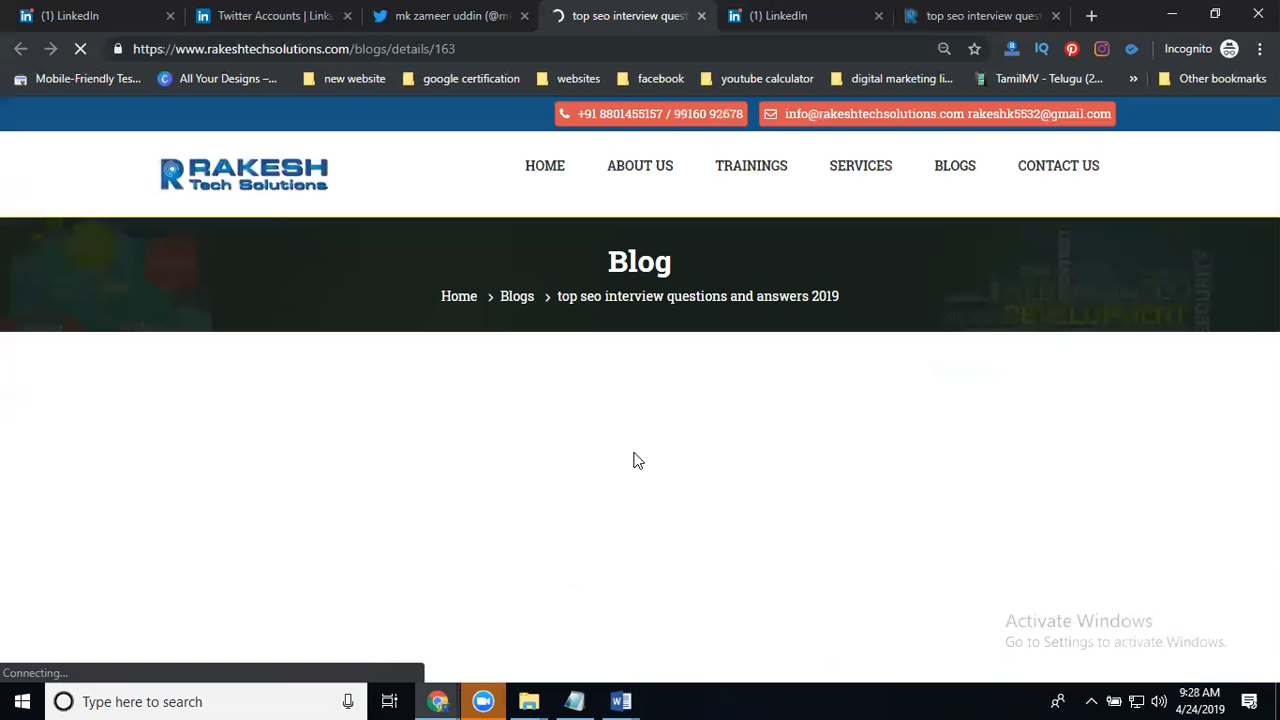 (1) LinkedIn
Twitter Accounts | Linke
mk zameer uddin (@m
top seo interview quest
(1) LinkedIn
top seo interview quest
https://www.rakeshtechsolutions.com/blogs/details/163
IQ
Incognito
Mobile-Friendly Tes...
All Your Designs –...
new website
google certification
websites
facebook
youtube calculator
digital marketing li...
TamilMV - Telugu (2...
»
Other bookmarks
+91 8801455157 / 99160 92678
info@rakeshtechsolutions.com rakeshk5532@gmail.com
RAKESH
Tech Solutions
HOME
ABOUT US
TRAININGS
SERVICES
BLOGS
CONTACT US
Blog
Home > Blogs > top seo interview questions and answers 2019
DEVELOPMENT
SECURITY
Activate Windows
Go to Settings to activate Windows.
Connecting...
Type here to search
9:28 AM
4/24/2019